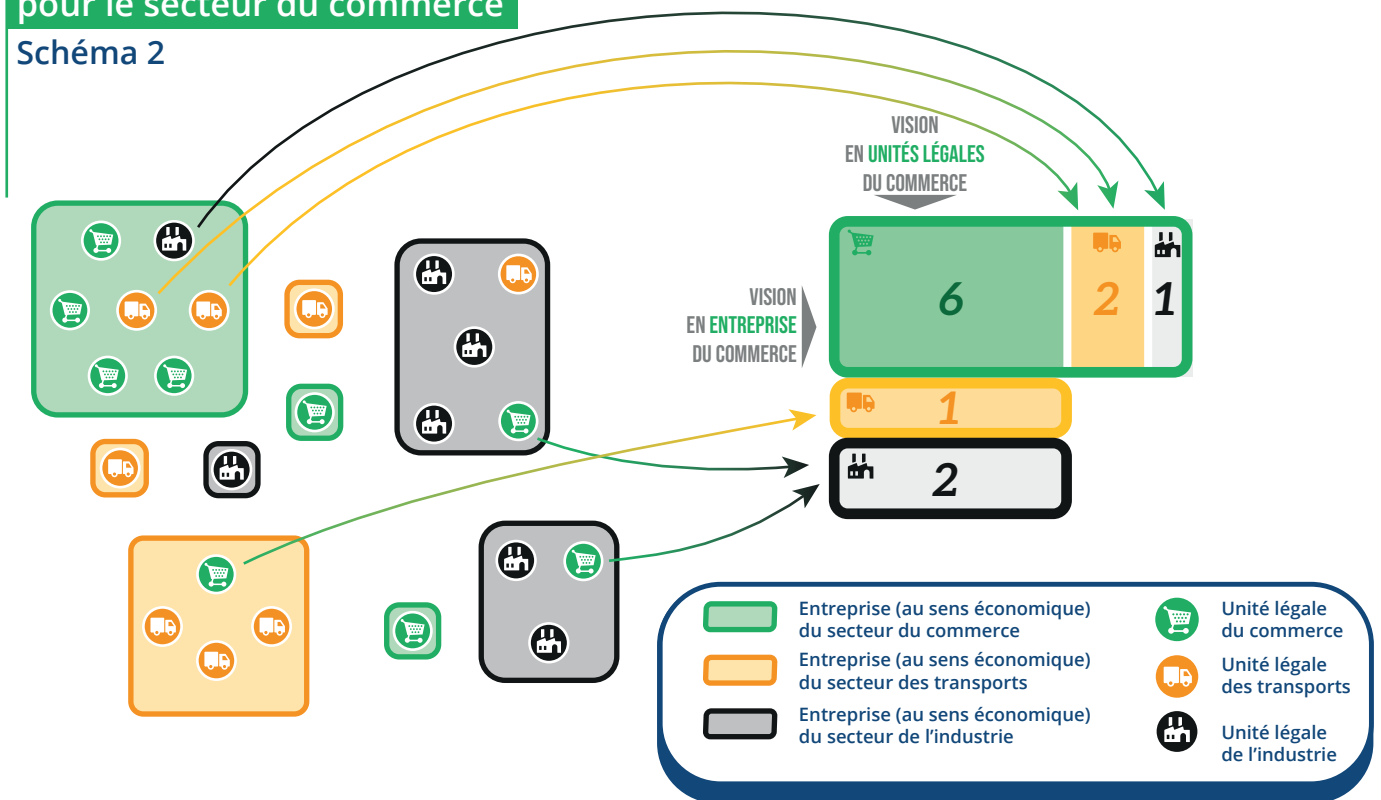 pour le secteur du commerce
Schéma 2
VISION
EN UNITÉS LÉGALES
DU COMMERCE
VISION
EN ENTREPRISE
DU COMMERCE
6
2
1
1
2
Entreprise (au sens économique)
du secteur du commerce
Entreprise (au sens économique)
du secteur des transports
Entreprise (au sens économique)
du secteur de l’industrie
Unité légale
du commerce
Unité légale
des transports
Unité légale
de l’industrie